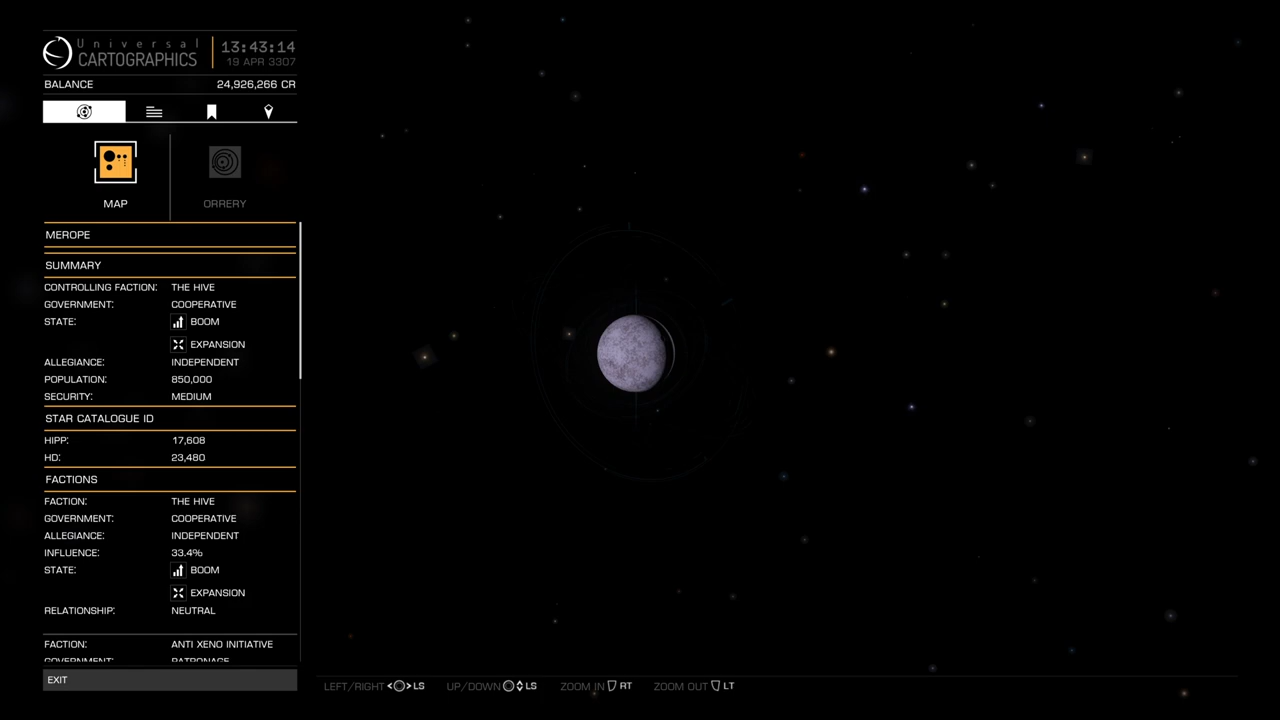 Universal
CARTOGRAPHICS
13:43:14
19 APR 3307
BALANCE 24,926,266 CR
MAP ORRERY
MEROPE
SUMMARY
CONTROLLING FACTION: THE HIVE
GOVERNMENT: COOPERATIVE
STATE: BOOM
EXPANSION
ALLEGIANCE: INDEPENDENT
POPULATION: 850,000
SECURITY: MEDIUM
STAR CATALOGUE ID
HIPP: 17,608
HD: 23,480
FACTIONS
FACTION: THE HIVE
GOVERNMENT: COOPERATIVE
ALLEGIANCE: INDEPENDENT
INFLUENCE: 33.4%
STATE: BOOM
EXPANSION
RELATIONSHIP: NEUTRAL
FACTION: ANTI XENO INITIATIVE
GOVERNMENT: PATRONAGE
EXIT
LEFT/RIGHT LS UP/DOWN LS ZOOM IN RT ZOOM OUT LT